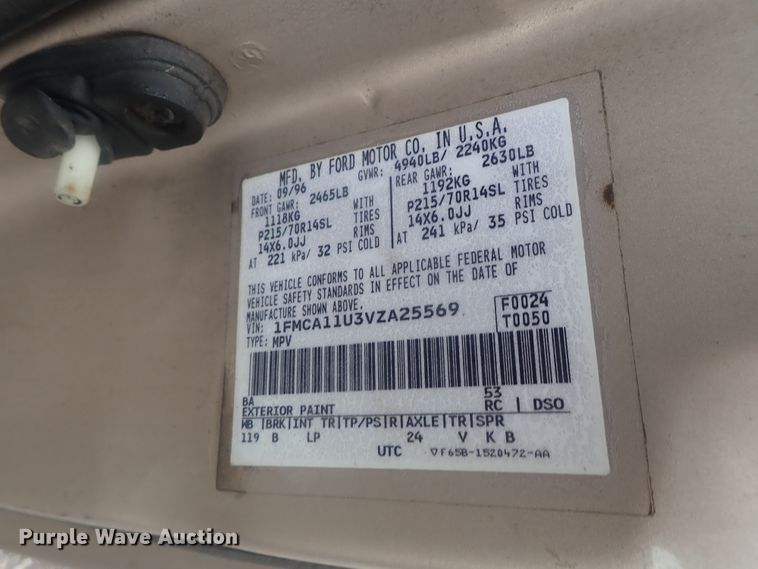 MFD. BY FORD MOTOR CO. IN U.S.A.
DATE: 09/96 GVWR: 4940LB/ 2240KG
FRONT GAWR: 2465LB REAR GAWR: 2630LB
1118KG WITH 1192KG WITH
P215/70R14SL TIRES P215/70R14SL TIRES
14X6.0JJ RIMS 14X6.0JJ RIMS
AT 221 kPa/ 32 PSI COLD AT 241 kPa/ 35 PSI COLD
THIS VEHICLE CONFORMS TO ALL APPLICABLE FEDERAL MOTOR
VEHICLE SAFETY STANDARDS IN EFFECT ON THE DATE OF
MANUFACTURE SHOWN ABOVE.
VIN: 1FMCA11U3VZA25569 F0024
TYPE: MPV T0050
BA 53
EXTERIOR PAINT RC DSO
WB BRK INT TR TP/PS R AXLE TR SPR
119 B LP 24 V K B
UTC ▽F65B-1520472-AA
Purple Wave Auction